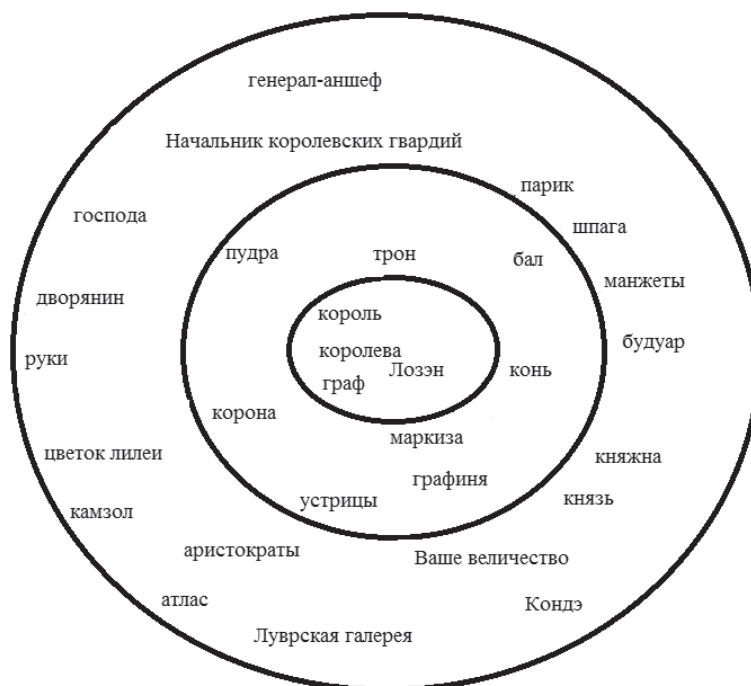 генерал-аншеф
Начальник королевских гвардий
парик
господа
шпага
пудра
трон
бал
манжеты
дворянин
король
будуар
руки
королева
Лозэн
конь
граф
корона
маркиза
цветок лилеи
княжна
графиня
устрицы
князь
камзол
аристократы
Ваше величество
атлас
Кондэ
Луврская галерея